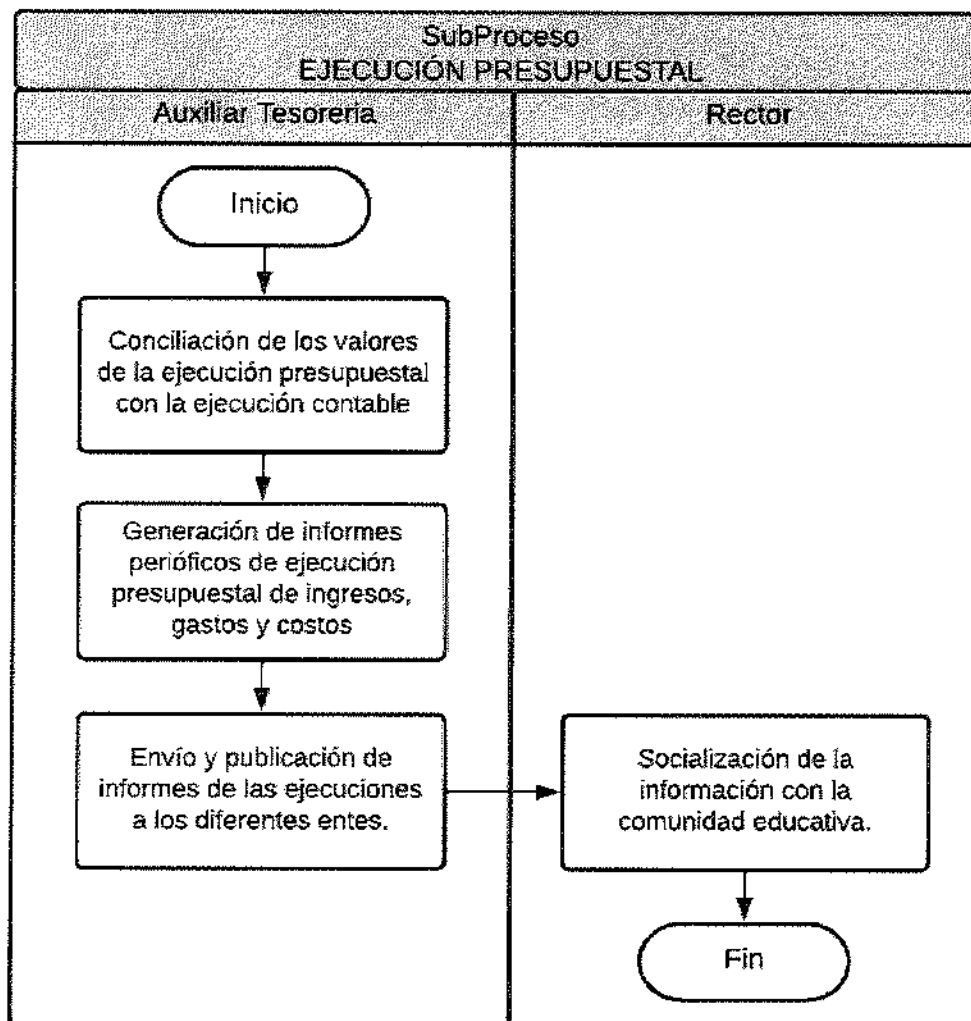 SubProceso
EJECUCIÓN PRESUPUESTAL
Auxiliar Tesorería
Rector
Inicio
Conciliación de los valores
de la ejecución presupuestal
con la ejecución contable
Generación de informes
perióficos de ejecución
presupuestal de ingresos,
gastos y costos
Envío y publicación de
informes de las ejecuciones
a los diferentes entes.
Socialización de la
información con la
comunidad educativa.
Fin